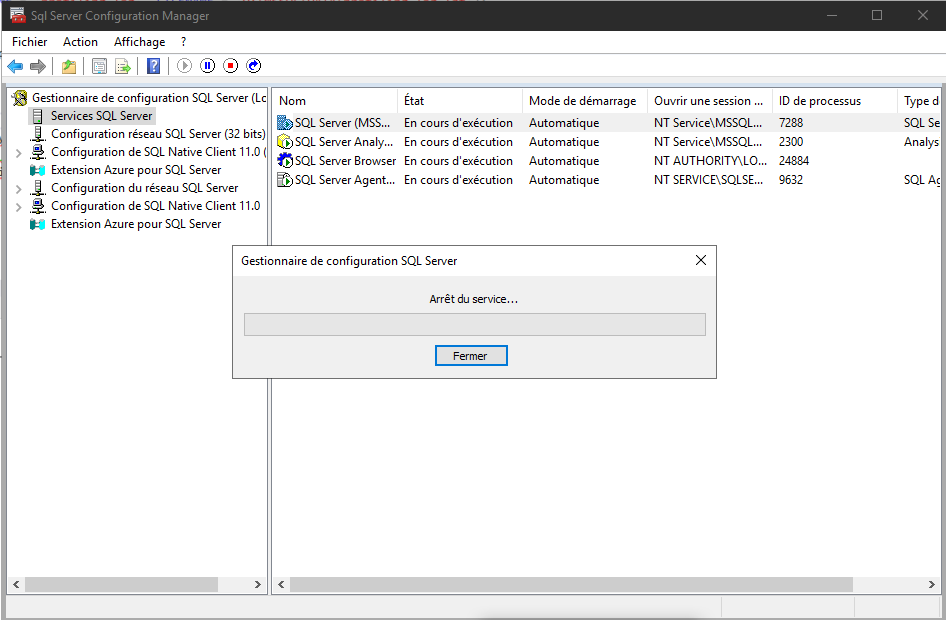 Sql Server Configuration Manager
Fichier Action Affichage ?
Gestionnaire de configuration SQL Server (Lo
Services SQL Server
Configuration réseau SQL Server (32 bits)
Configuration de SQL Native Client 11.0 (
Extension Azure pour SQL Server
Configuration du réseau SQL Server
Configuration de SQL Native Client 11.0
Extension Azure pour SQL Server
Nom État Mode de démarrage Ouvrir une session ... ID de processus Type d
SQL Server (MSS... En cours d'exécution Automatique NT Service\MSSQL... 7288 SQL Se
SQL Server Analy... En cours d'exécution Automatique NT Service\MSSQL... 2300 Analys
SQL Server Browser En cours d'exécution Automatique NT AUTHORITY\LO... 24884
SQL Server Agent... En cours d'exécution Automatique NT SERVICE\SQLSE... 9632 SQL Ag
Gestionnaire de configuration SQL Server
Arrêt du service...
Fermer